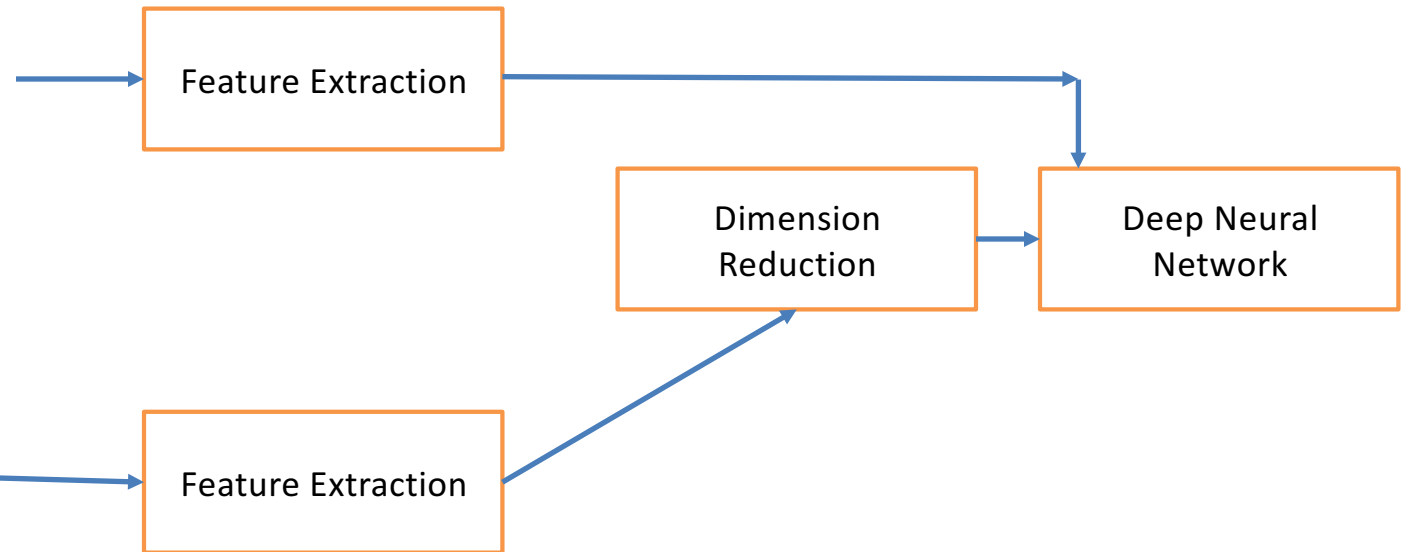 Feature Extraction
Dimension
Reduction
Deep Neural
Network
Feature Extraction